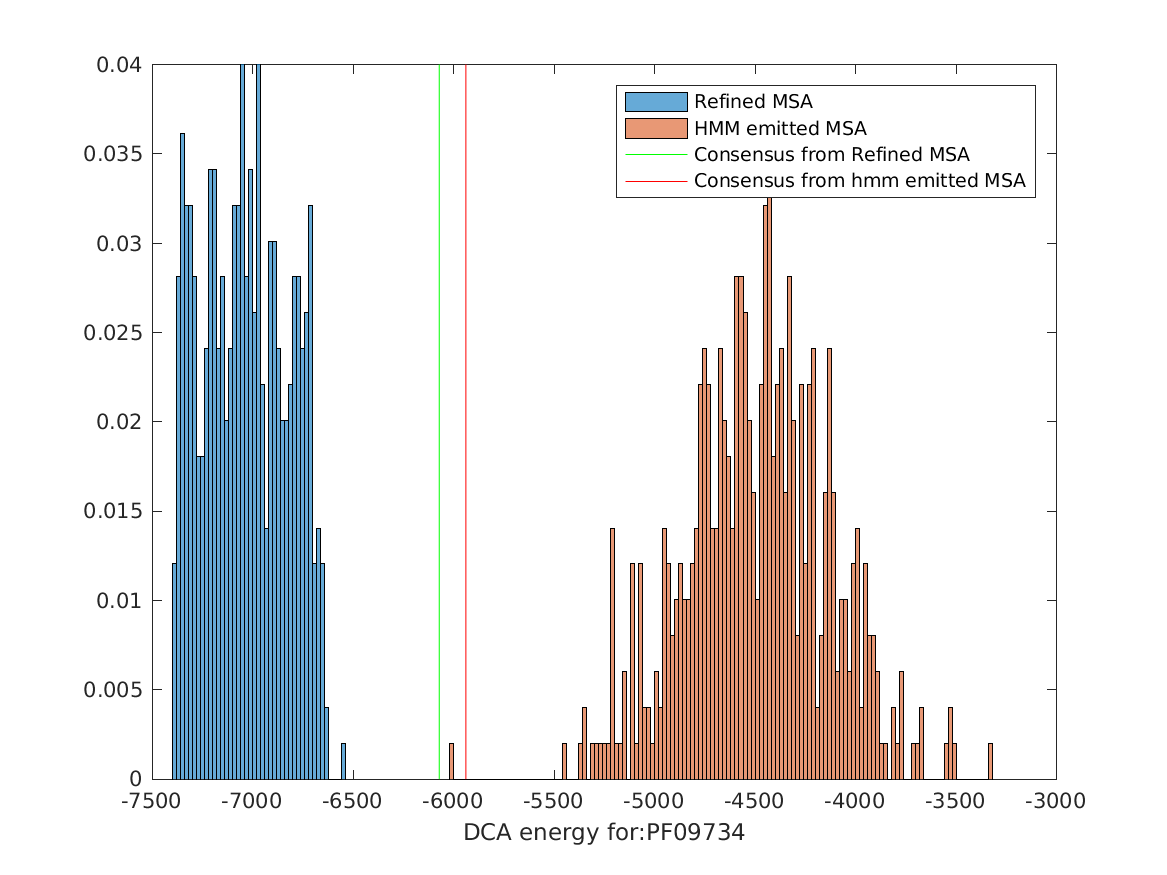 0.04
0.035
0.03
0.025
0.02
0.015
0.01
0.005
0
Refined MSA
HMM emitted MSA
Consensus from Refined MSA
Consensus from hmm emitted MSA
-7500 -7000 -6500 -6000 -5500 -5000 -4500 -4000 -3500 -3000
DCA energy for:PF09734